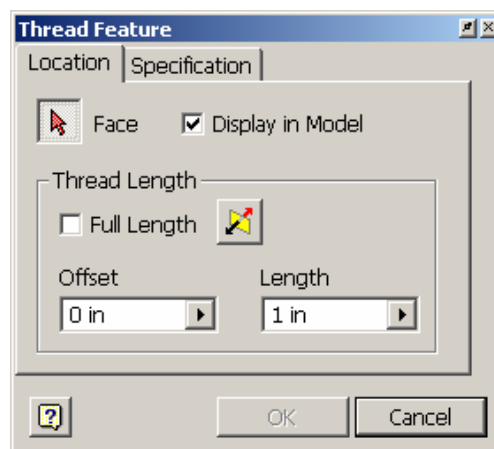 Thread Feature
Location Specification
Face Display in Model
Thread Length
Full Length
Offset Length
0 in 1 in
? OK Cancel